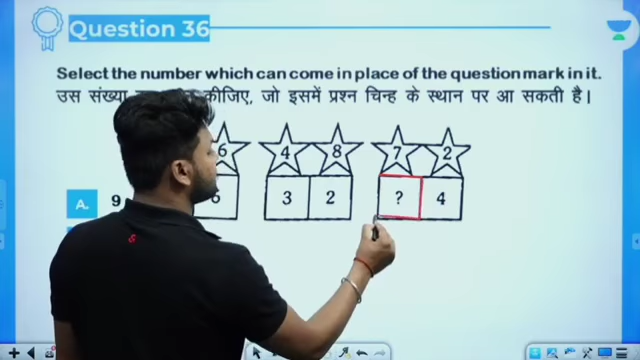 Question 36
Select the number which can come in place of the question mark in it.
उस संख्या कीजिए, जो इसमें प्रश्न चिन्ह के स्थान पर आ सकती है।
6 4 8 7 2
6 3 2 ? 4
A. 9